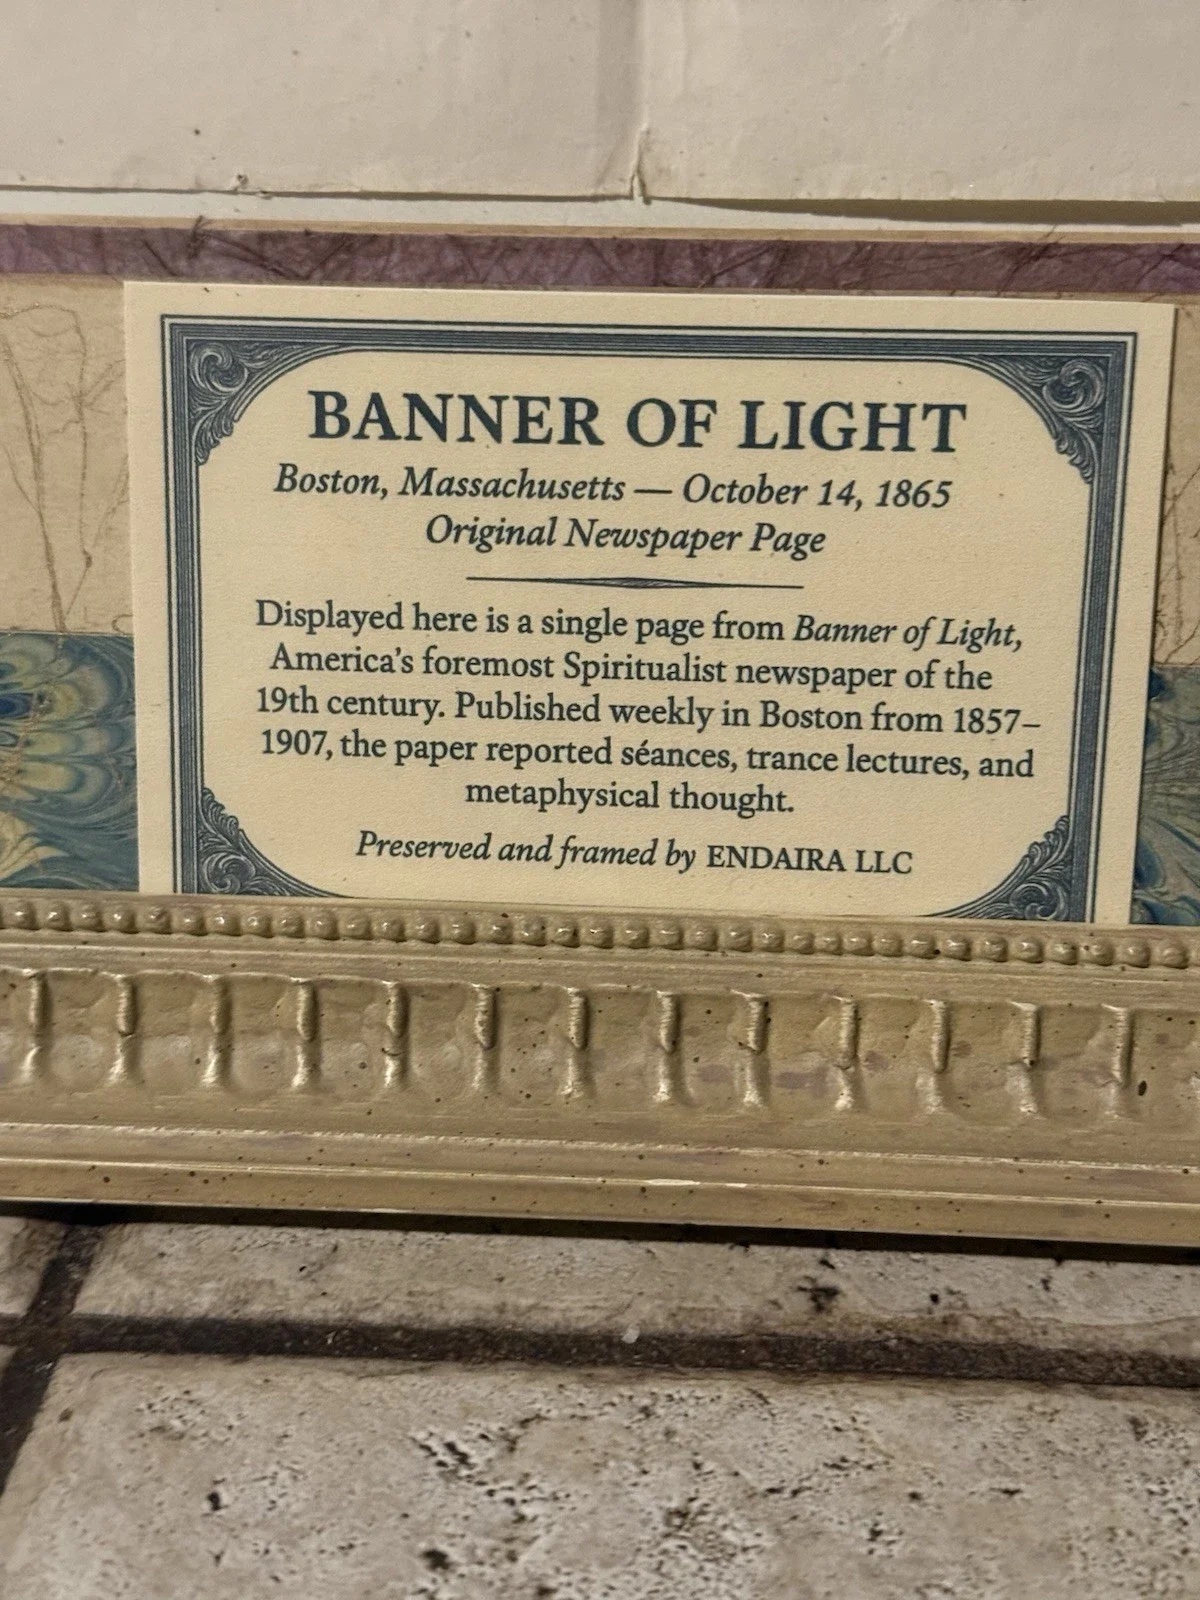 BANNER OF LIGHT
Boston, Massachusetts — October 14, 1865
Original Newspaper Page
Displayed here is a single page from Banner of Light,
America's foremost Spiritualist newspaper of the
19th century. Published weekly in Boston from 1857–
1907, the paper reported séances, trance lectures, and
metaphysical thought.
Preserved and framed by ENDAIRA LLC